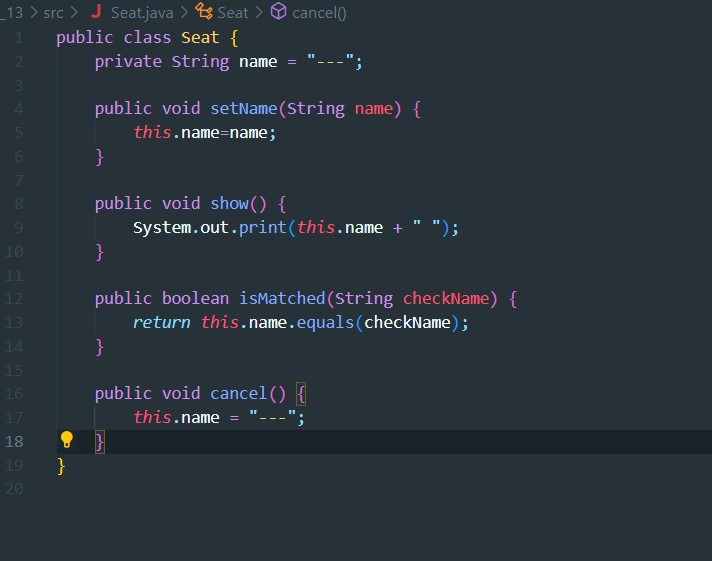 _13 > src > J Seat.java > Seat > cancel()
1 public class Seat {
2     private String name = "---";
3
4     public void setName(String name) {
5         this.name=name;
6     }
7
8     public void show() {
9         System.out.print(this.name + " ");
10     }
11
12     public boolean isMatched(String checkName) {
13         return this.name.equals(checkName);
14     }
15
16     public void cancel() {
17         this.name = "---";
18     }
19 }
20